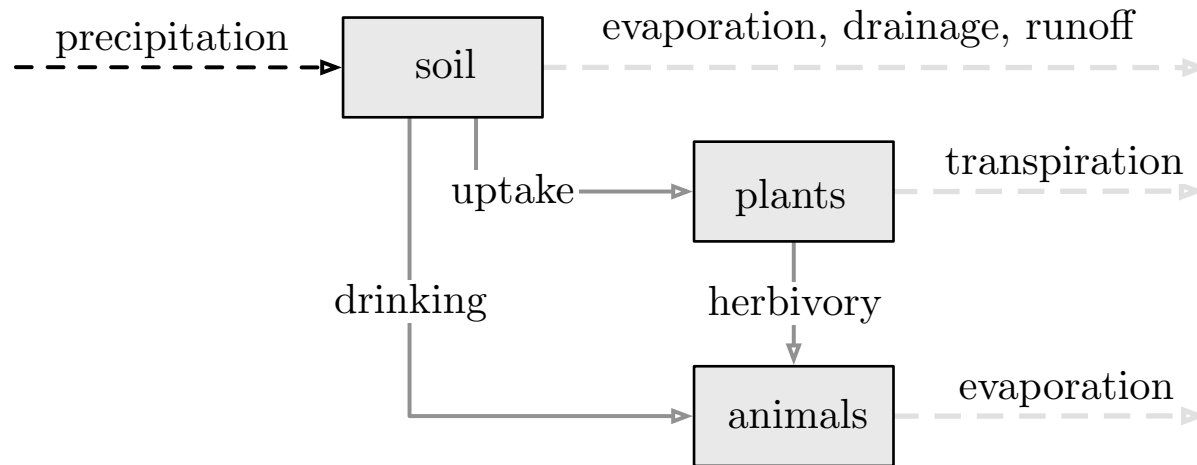 precipitation
soil
evaporation, drainage, runoff
uptake
plants
transpiration
drinking
herbivory
animals
evaporation